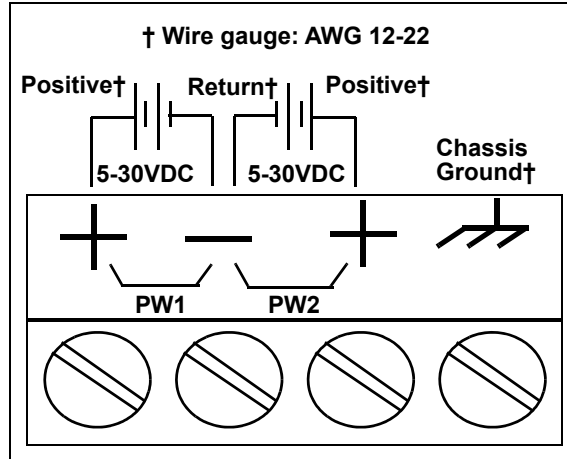 † Wire gauge: AWG 12-22
Positive† Return† Positive†
5-30VDC 5-30VDC
Chassis
Ground†
PW1 PW2